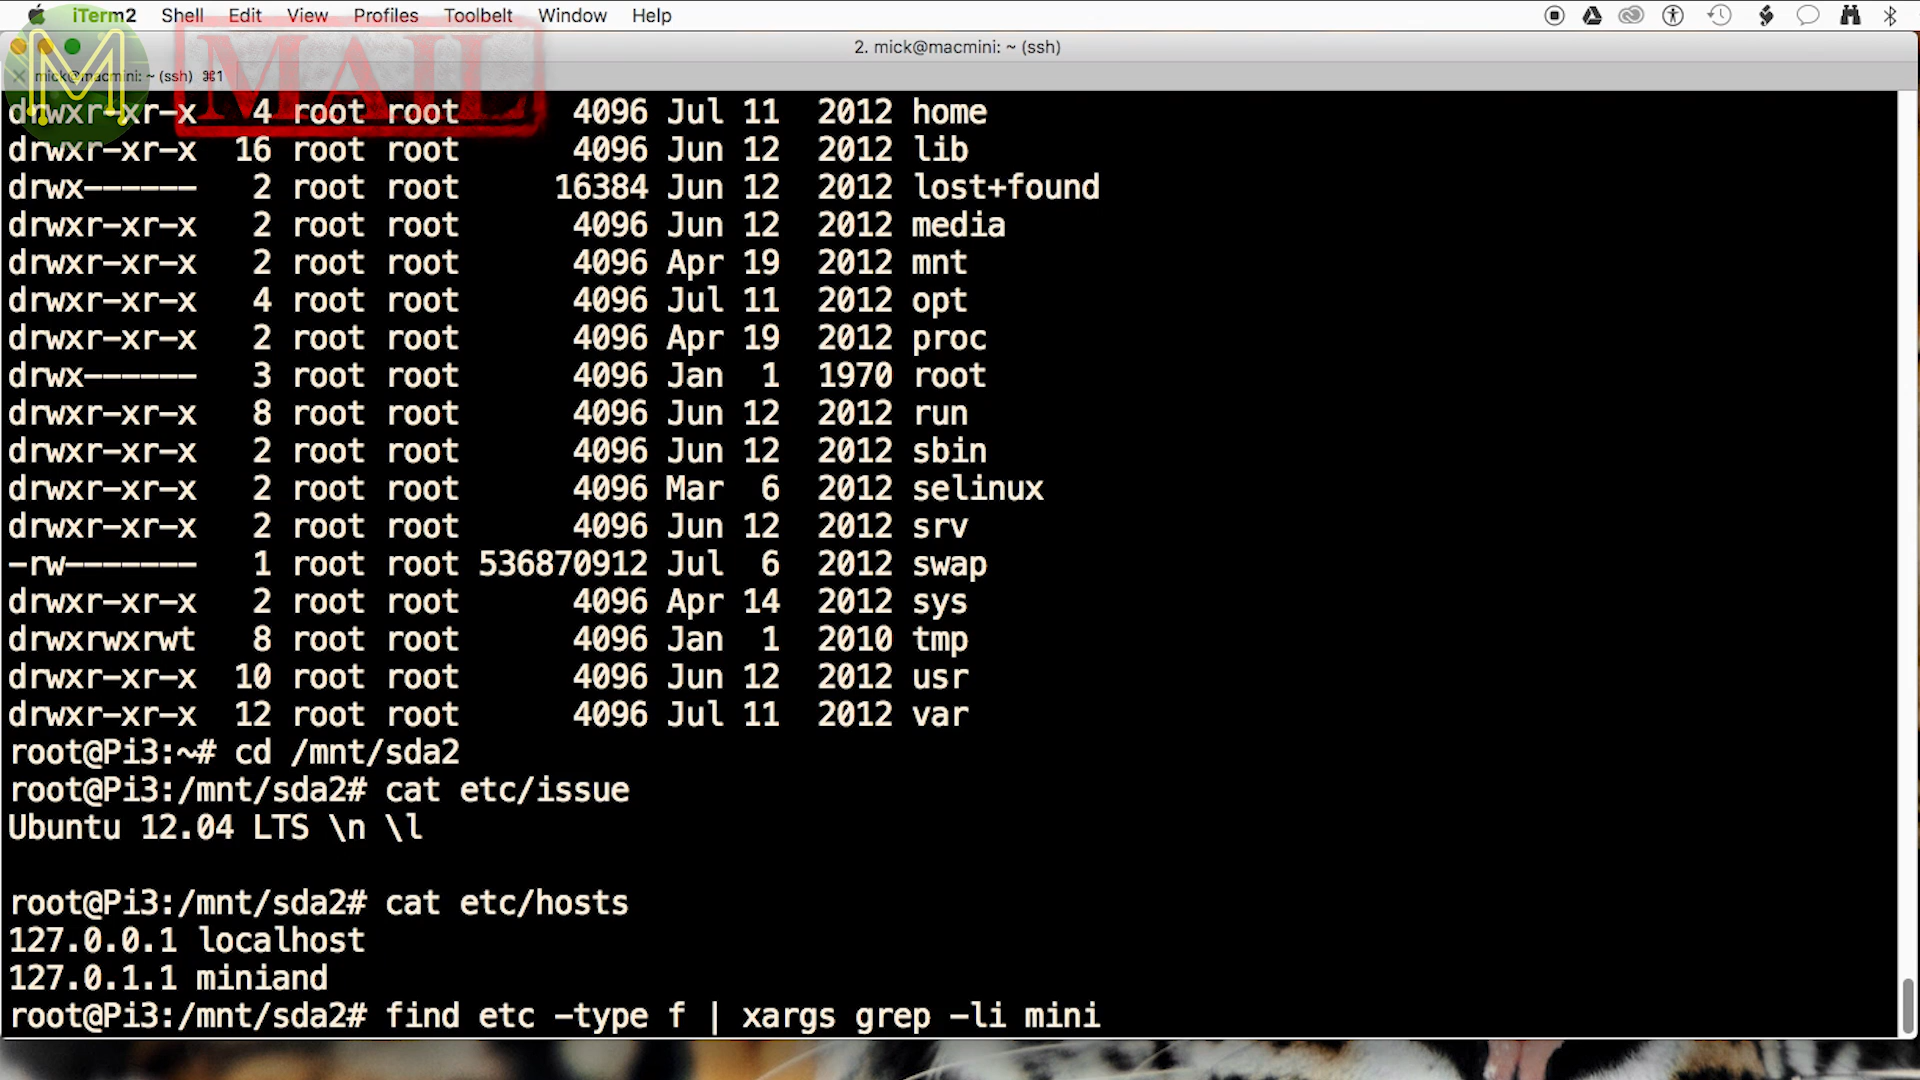 iTerm2 Shell Edit View Profiles Toolbelt Window Help
2. mick@macmini: ~ (ssh)
mick@macmini: ~ (ssh) ⌘1
M
MAIL
drwxr-xr-x 4 root root 4096 Jul 11 2012 home
drwxr-xr-x 16 root root 4096 Jun 12 2012 lib
drwx------ 2 root root 16384 Jun 12 2012 lost+found
drwxr-xr-x 2 root root 4096 Jun 12 2012 media
drwxr-xr-x 2 root root 4096 Apr 19 2012 mnt
drwxr-xr-x 4 root root 4096 Jul 11 2012 opt
drwxr-xr-x 2 root root 4096 Apr 19 2012 proc
drwx------ 3 root root 4096 Jan 1 1970 root
drwxr-xr-x 8 root root 4096 Jun 12 2012 run
drwxr-xr-x 2 root root 4096 Jun 12 2012 sbin
drwxr-xr-x 2 root root 4096 Mar 6 2012 selinux
drwxr-xr-x 2 root root 4096 Jun 12 2012 srv
-rw------- 1 root root 536870912 Jul 6 2012 swap
drwxr-xr-x 2 root root 4096 Apr 14 2012 sys
drwxrwxrwt 8 root root 4096 Jan 1 2010 tmp
drwxr-xr-x 10 root root 4096 Jun 12 2012 usr
drwxr-xr-x 12 root root 4096 Jul 11 2012 var
root@Pi3:~# cd /mnt/sda2
root@Pi3:/mnt/sda2# cat etc/issue
Ubuntu 12.04 LTS \n \l
root@Pi3:/mnt/sda2# cat etc/hosts
127.0.0.1 localhost
127.0.1.1 miniand
root@Pi3:/mnt/sda2# find etc -type f | xargs grep -li mini